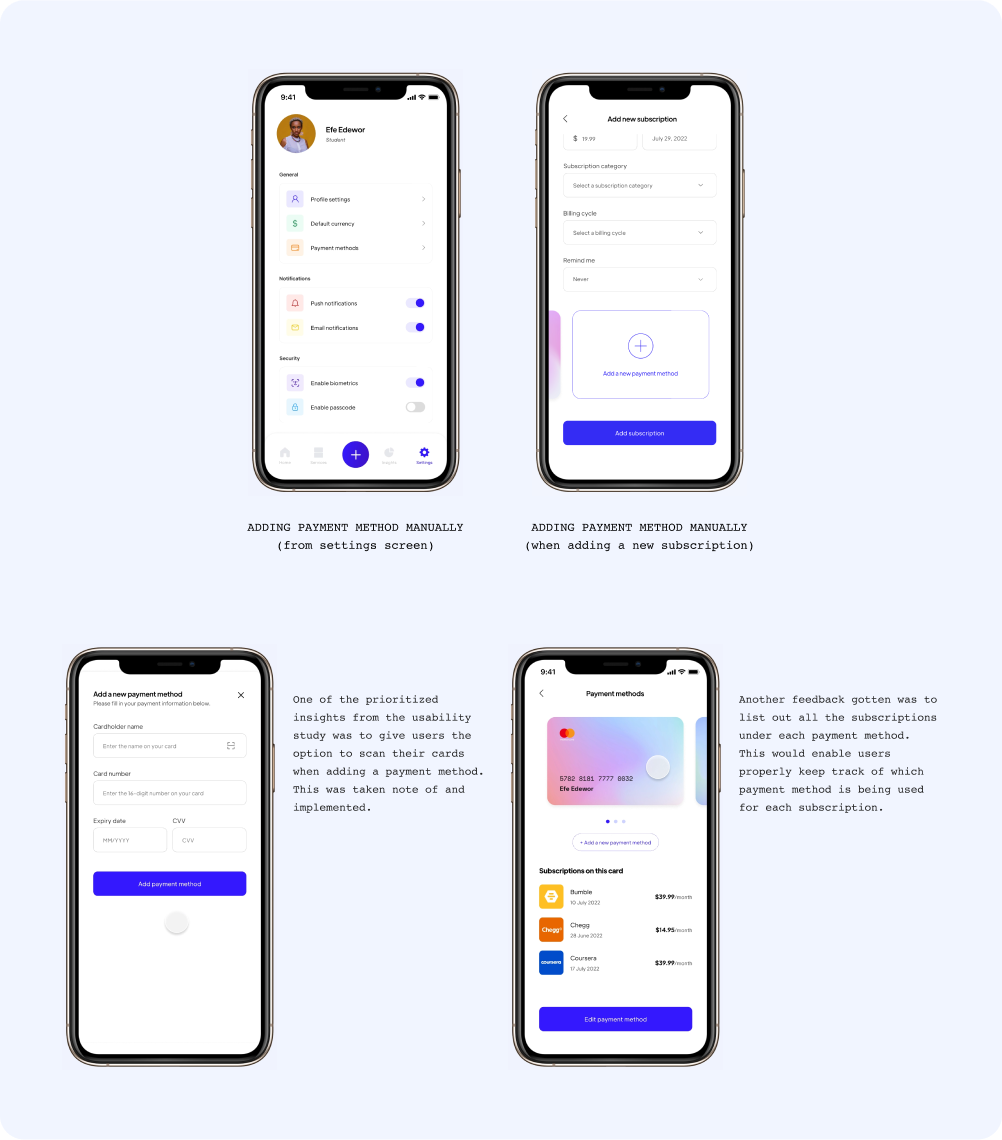 9:41
Efe Edewor
Student
General
Profile settings
$ Default currency
Payment methods
Notifications
Push notifications
Email notifications
Security
Enable biometrics
Enable passcode
Home
Insights
Settings
Add new subscription
$ 19.99
July 29, 2022
Subscription category
Select a subscription category
Billing cycle
Select a billing cycle
Remind me
Never
Add a new payment method
Add subscription
ADDING PAYMENT METHOD MANUALLY
(from settings screen)
ADDING PAYMENT METHOD MANUALLY
(when adding a new subscription)
Add a new payment method
Please fill in your payment information below.
Cardholder name
Enter the name on your card
Card number
Enter the 16-digit number on your card
Expiry date
CVV
MM/YYYY
CVV
Add payment method
One of the prioritized
insights from the usability
study was to give users the
option to scan their cards
when adding a payment method.
This was taken note of and
implemented.
9:41
Payment methods
5782 8181 7777 8032
Efe Edewor
+ Add a new payment method
Subscriptions on this card
Bumble
10 July 2022
$39.99/month
Chegg
Chegg
28 June 2022
$14.95/month
coursera
Coursera
17 July 2022
$39.99/month
Edit payment method
Another feedback gotten was to
list out all the subscriptions
under each payment method.
This would enable users
properly keep track of which
payment method is being used
for each subscription.